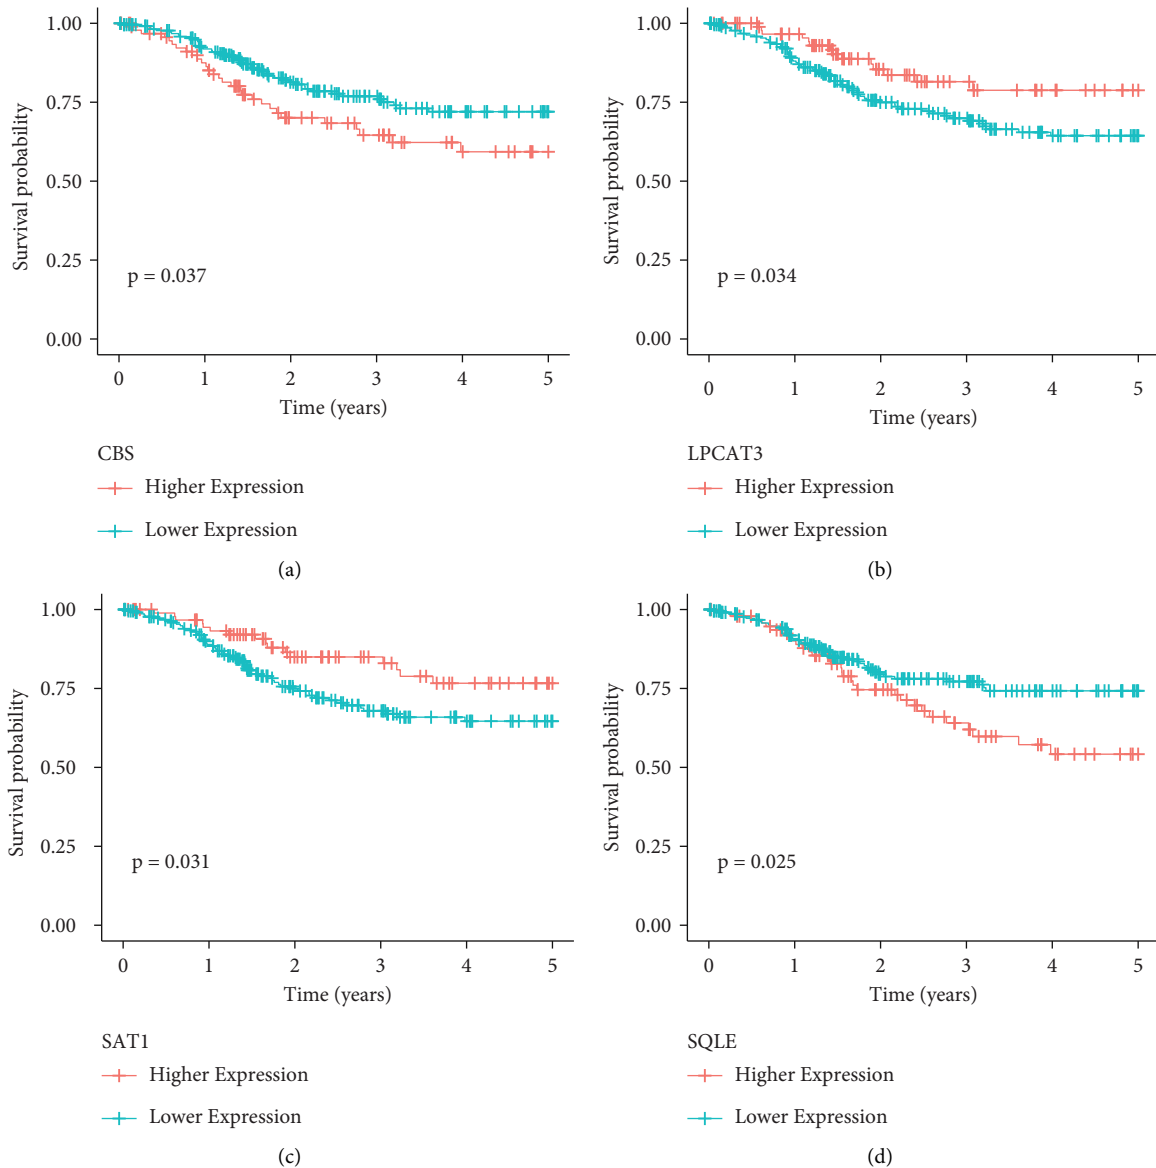 1.00
0.75
0.50
0.25
0.00
Survival probability
p = 0.037
0 1 2 3 4 5
Time (years)
CBS
Higher Expression
Lower Expression
(a)
1.00
0.75
0.50
0.25
0.00
Survival probability
p = 0.034
0 1 2 3 4 5
Time (years)
LPCAT3
Higher Expression
Lower Expression
(b)
1.00
0.75
0.50
0.25
0.00
Survival probability
p = 0.031
0 1 2 3 4 5
Time (years)
SAT1
Higher Expression
Lower Expression
(c)
1.00
0.75
0.50
0.25
0.00
Survival probability
p = 0.025
0 1 2 3 4 5
Time (years)
SQLE
Higher Expression
Lower Expression
(d)